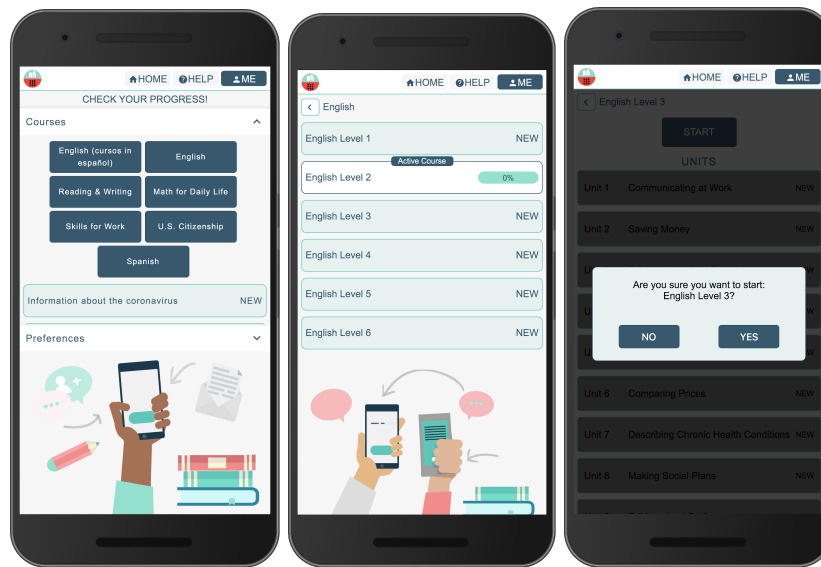 HOME HELP ME
CHECK YOUR PROGRESS!
Courses
English (cursos in
español)
English
Reading & Writing
Math for Daily Life
Skills for Work
U.S. Citizenship
Spanish
Information about the coronavirus NEW
Preferences
HOME HELP ME
English
English Level 1 NEW
Active Course
English Level 2 0%
English Level 3 NEW
English Level 4 NEW
English Level 5 NEW
English Level 6 NEW
HOME HELP ME
English Level 3
START
UNITS
Unit 1 Communicating at Work NEW
Unit 2 Saving Money NEW
Are you sure you want to start:
English Level 3?
NO YES
Unit 6 Comparing Prices NEW
Unit 7 Describing Chronic Health Conditions NEW
Unit 8 Making Social Plans NEW